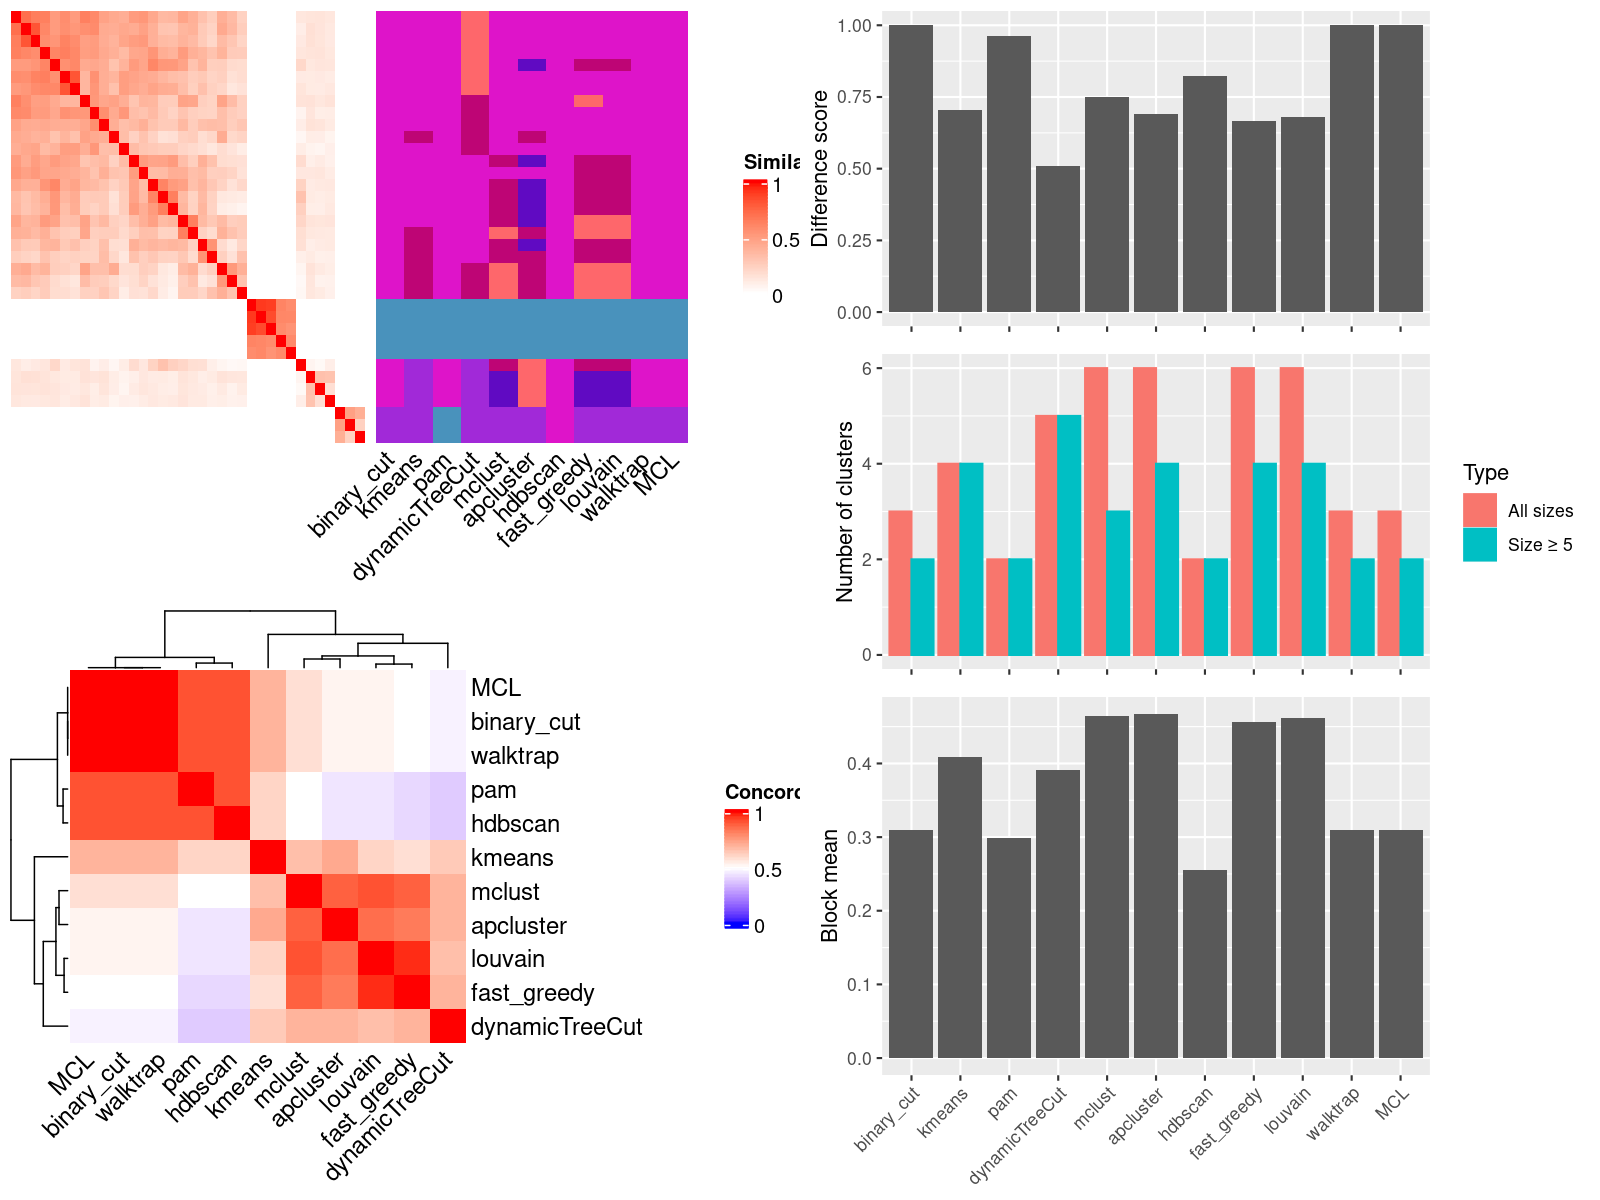 Simila
1
0.5
0
binary_cut
kmeans
pam
dynamicTreeCut
mclust
apcluster
hdbscan
fast_greedy
louvain
walktrap
MCL
MCL
binary_cut
walktrap
pam
hdbscan
kmeans
mclust
apcluster
louvain
fast_greedy
dynamicTreeCut
Concord
1
0.5
0
MCL
binary_cut
walktrap
pam
hdbscan
kmeans
mclust
apcluster
louvain
fast_greedy
dynamicTreeCut
Difference score
1.00
0.75
0.50
0.25
0.00
Number of clusters
6
4
2
0
Type
All sizes
Size ≥ 5
Block mean
0.4
0.3
0.2
0.1
0.0
binary_cut
kmeans
pam
dynamicTreeCut
mclust
apcluster
hdbscan
fast_greedy
louvain
walktrap
MCL